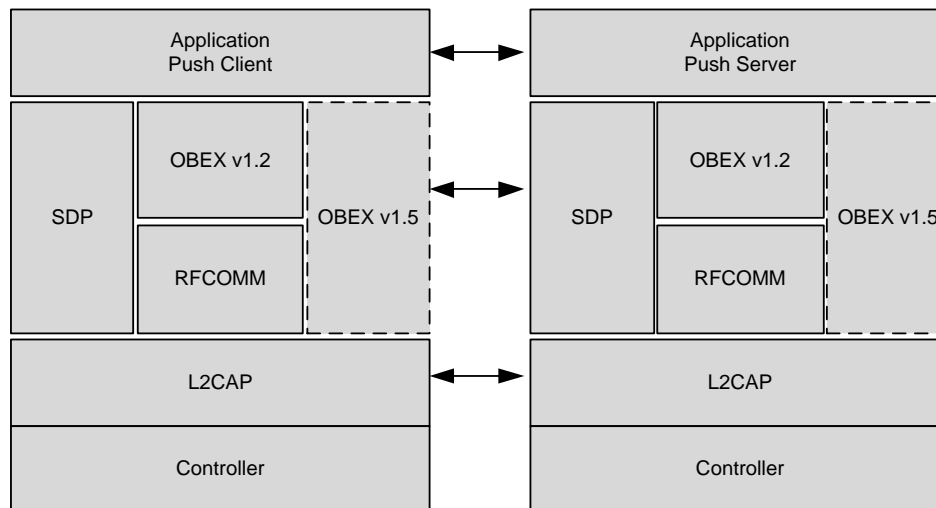 Application
Push Client
Application
Push Server
SDP
OBEX v1.2
OBEX v1.5
RFCOMM
SDP
OBEX v1.2
OBEX v1.5
RFCOMM
L2CAP
L2CAP
Controller
Controller